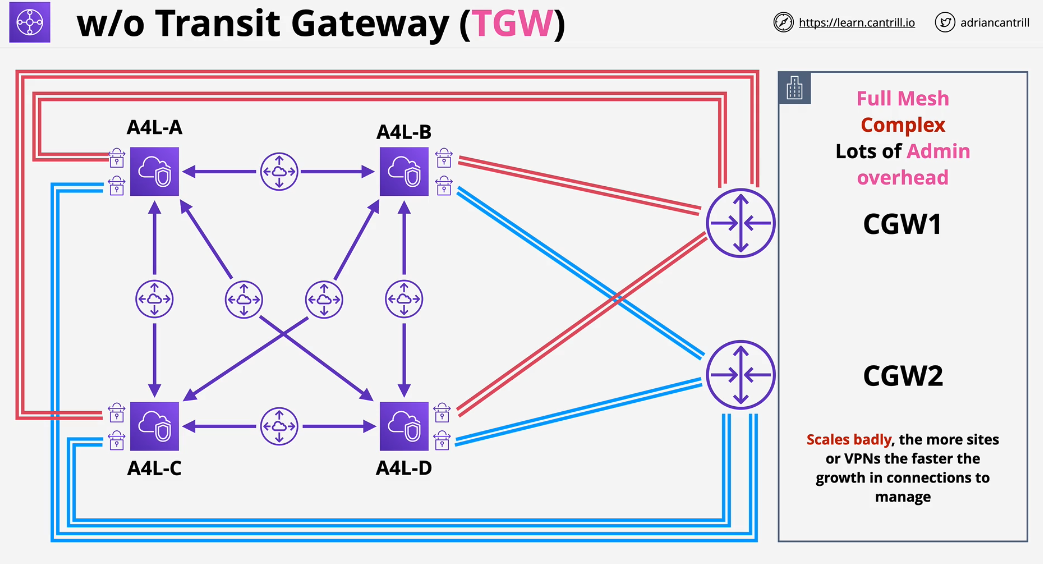 w/o Transit Gateway (TGW)
https://learn.cantrill.io
adriancantrill
A4L-A
A4L-B
A4L-C
A4L-D
Full Mesh
Complex
Lots of Admin
overhead
CGW1
CGW2
Scales badly, the more sites
or VPNs the faster the
growth in connections to
manage